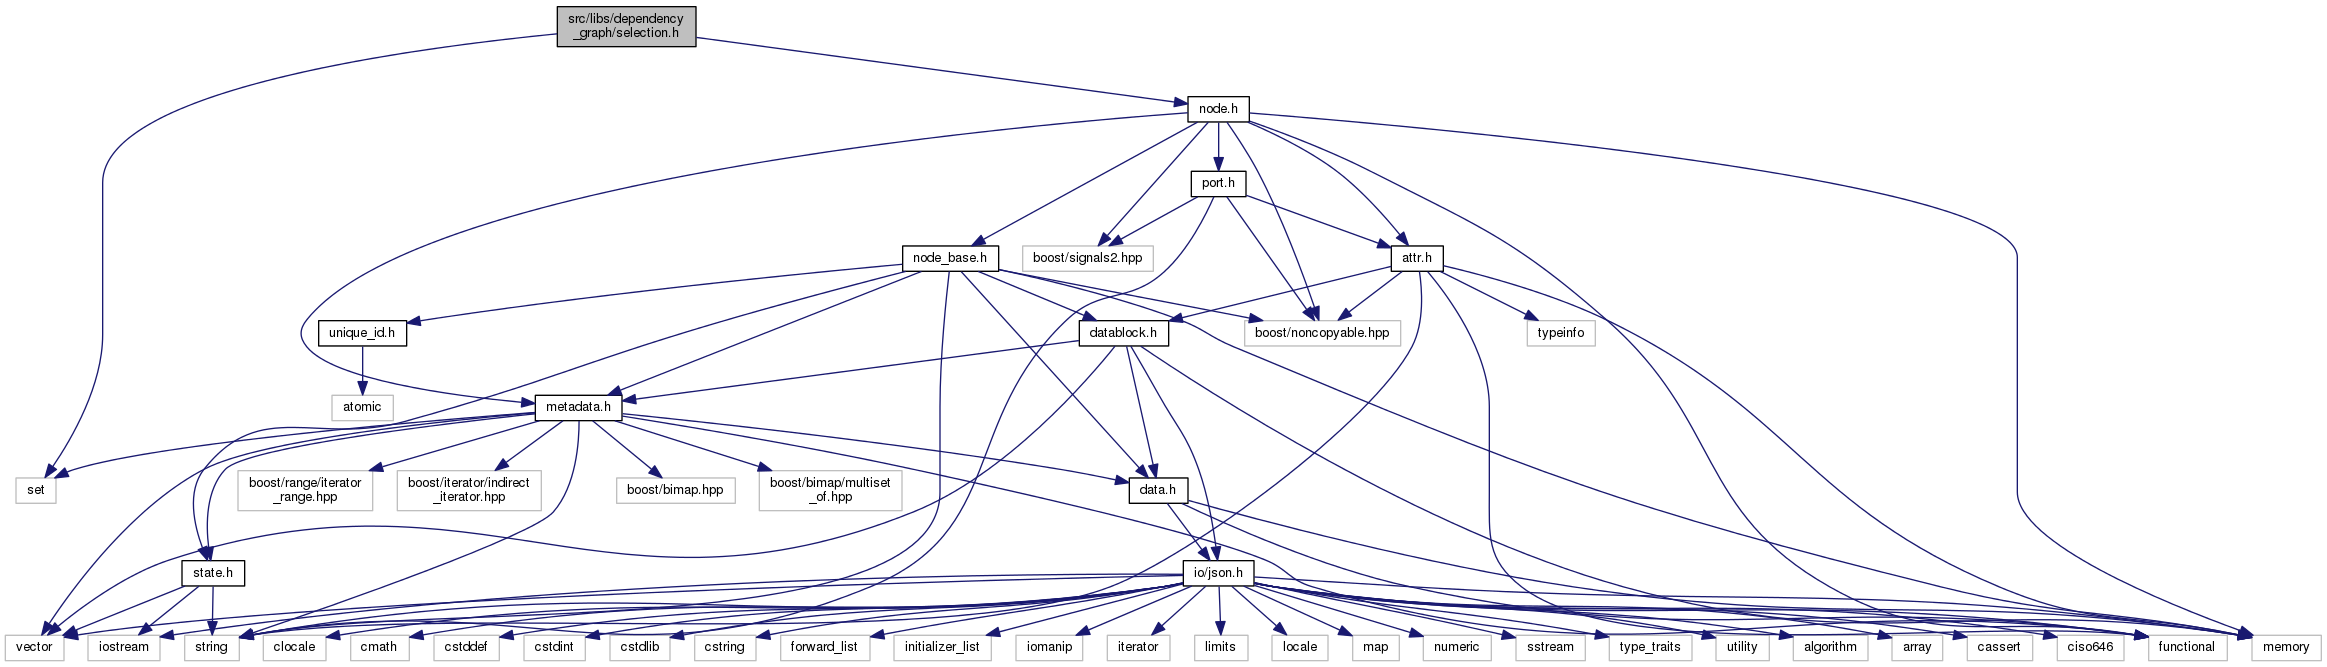 src/libs/dependency
_graph/selection.h
node.h
port.h
node_base.h
boost/signals2.hpp
attr.h
unique_id.h
datablock.h
boost/noncopyable.hpp
typeinfo
atomic
metadata.h
set
boost/range/iterator
_range.hpp
boost/iterator/indirect
_iterator.hpp
boost/bimap.hpp
boost/bimap/multiset
_of.hpp
data.h
state.h
io/json.h
vector
iostream
string
clocale
cmath
cstddef
cstdint
cstdlib
cstring
forward_list
initializer_list
iomanip
iterator
limits
locale
map
numeric
sstream
type_traits
utility
algorithm
array
cassert
ciso646
functional
memory